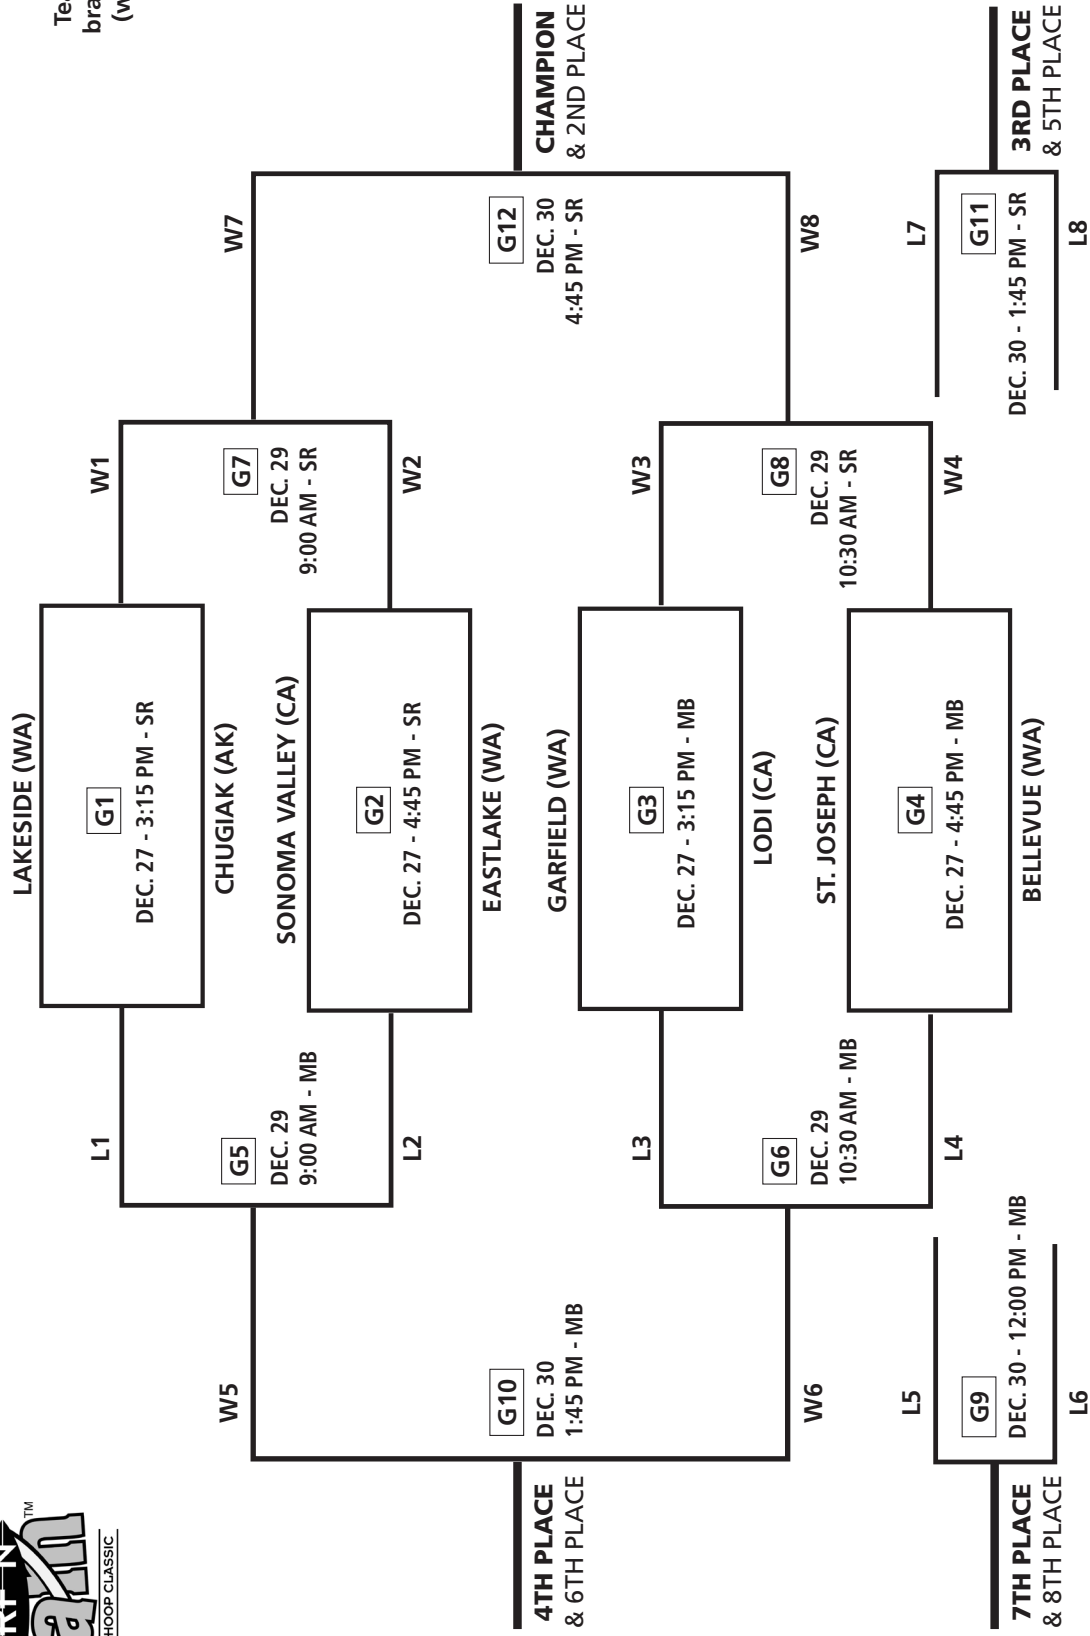 HOOP CLASSIC
TM
LAKESIDE (WA)
G1
DEC. 27 - 3:15 PM - SR
CHUGIAK (AK)
SONOMA VALLEY (CA)
G2
DEC. 27 - 4:45 PM - SR
EASTLAKE (WA)
GARFIELD (WA)
G3
DEC. 27 - 3:15 PM - MB
LODI (CA)
ST. JOSEPH (CA)
G4
DEC. 27 - 4:45 PM - MB
BELLEVUE (WA)
L1
G5
DEC. 29
9:00 AM - MB
L2
L3
G6
DEC. 29
10:30 AM - MB
L4
W1
G7
DEC. 29
9:00 AM - SR
W2
W3
G8
DEC. 29
10:30 AM - SR
W4
W5
G10
DEC. 30
1:45 PM - MB
W6
4TH PLACE
& 6TH PLACE
L5
G9
DEC. 30 - 12:00 PM - MB
L6
7TH PLACE
& 8TH PLACE
W7
G12
DEC. 30
4:45 PM - SR
W8
CHAMPION
& 2ND PLACE
L7
G11
DEC. 30 - 1:45 PM - SR
L8
3RD PLACE
& 5TH PLACE